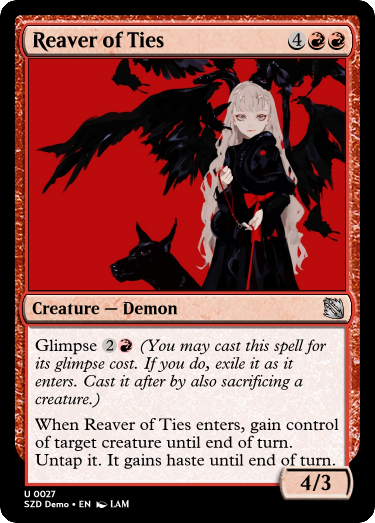 Reaver of Ties 4
Creature — Demon
Glimpse 2 (You may cast this spell for
its glimpse cost. If you do, exile it as it
enters. Cast it after by also sacrificing a
creature.)
When Reaver of Ties enters, gain control
of target creature until end of turn.
Untap it. It gains haste until end of turn.
4/3
U 0027
SZD Demo • EN LAM